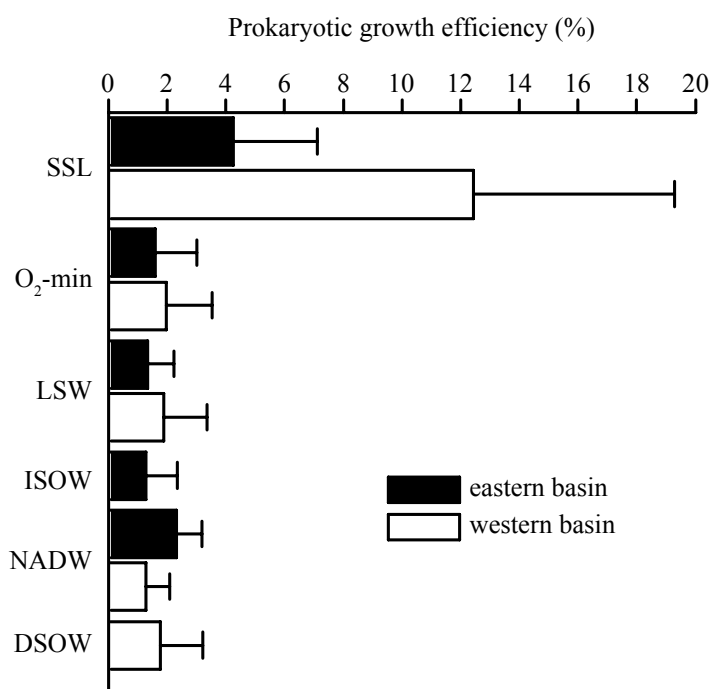 Prokaryotic growth efficiency (%)
0 2 4 6 8 10 12 14 16 18 20
SSL
O₂-min
LSW
ISOW
NADW
DSOW
eastern basin
western basin